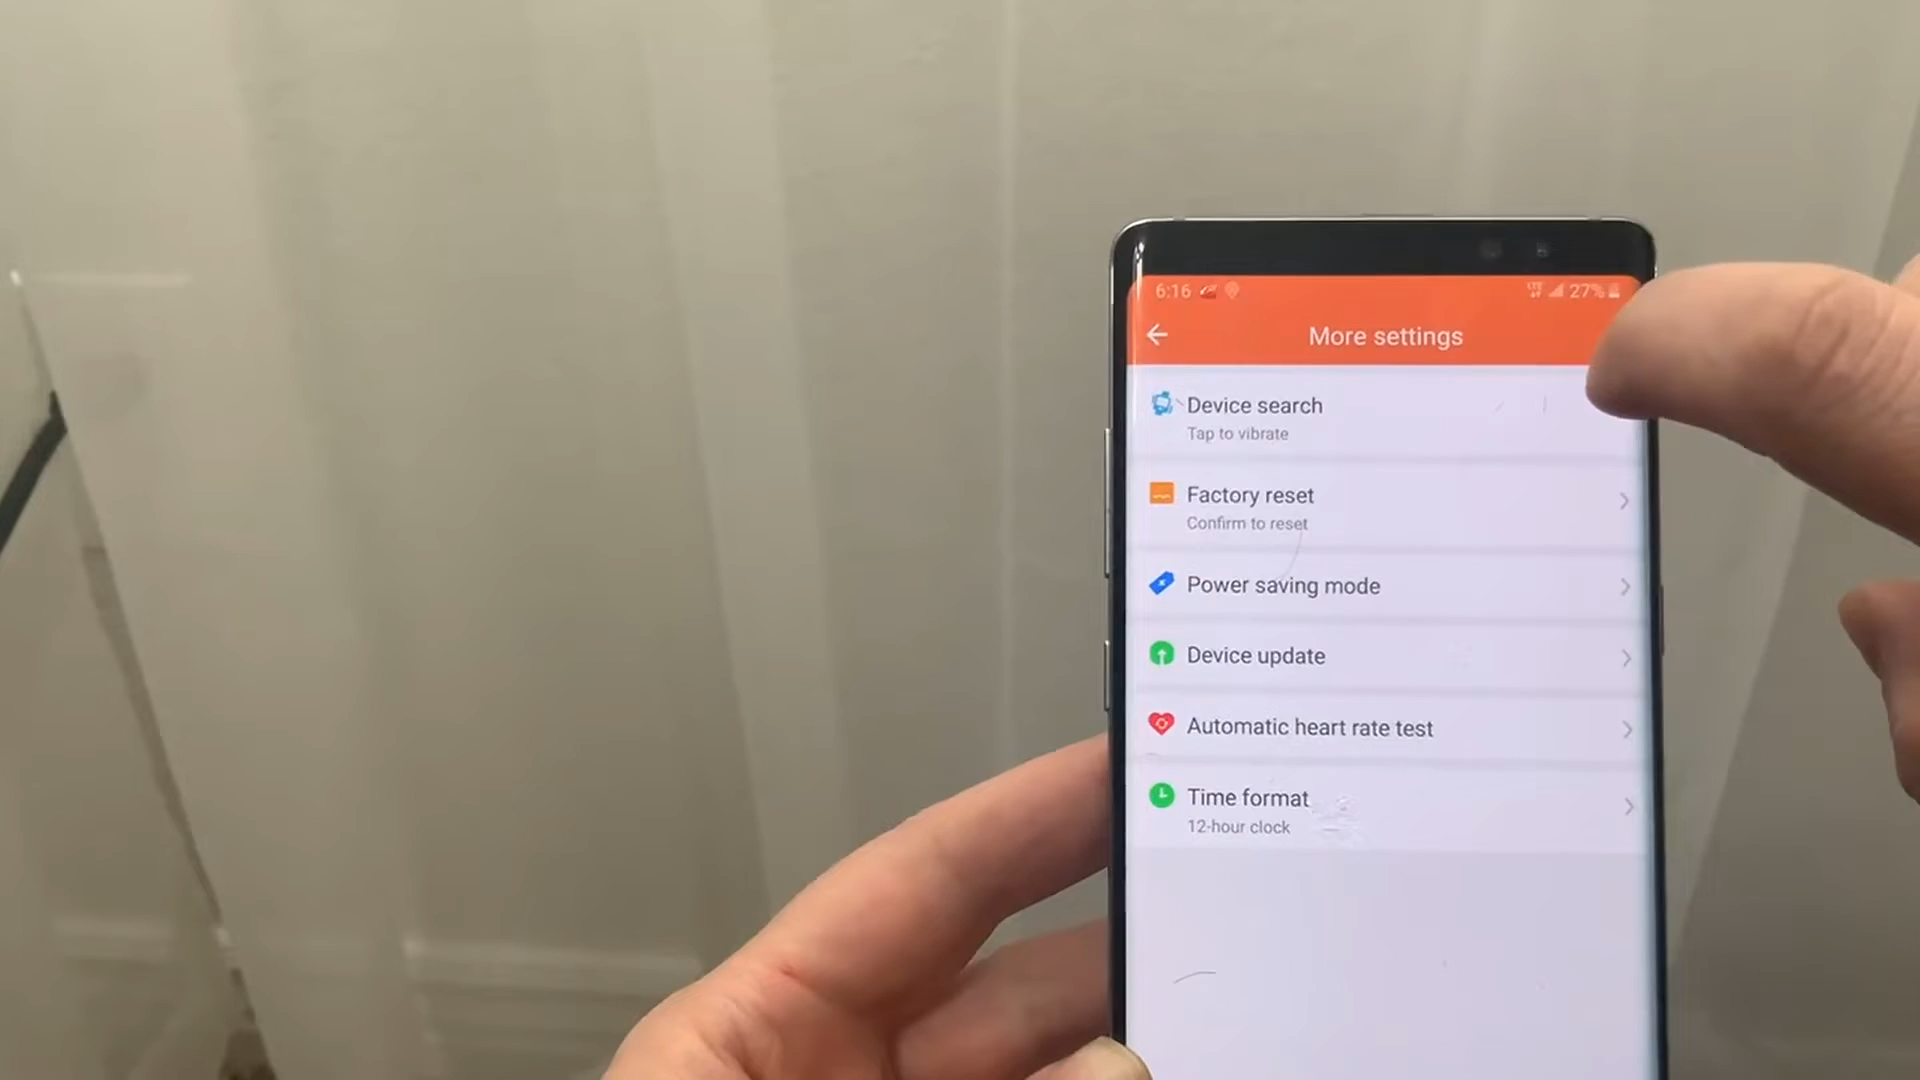 6:16 27%
More settings
Device search
Tap to vibrate
Factory reset
Confirm to reset
Power saving mode
Device update
Automatic heart rate test
Time format
12-hour clock